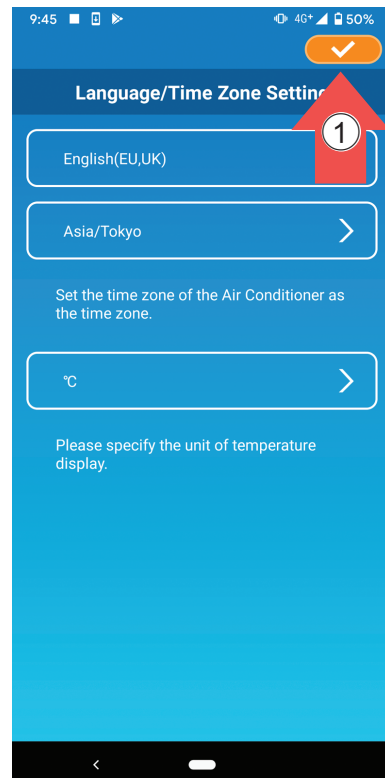 9:45
4G+ 50%
Language/Time Zone Setting
1
English(EU,UK)
Asia/Tokyo
Set the time zone of the Air Conditioner as
the time zone.
℃
Please specify the unit of temperature
display.